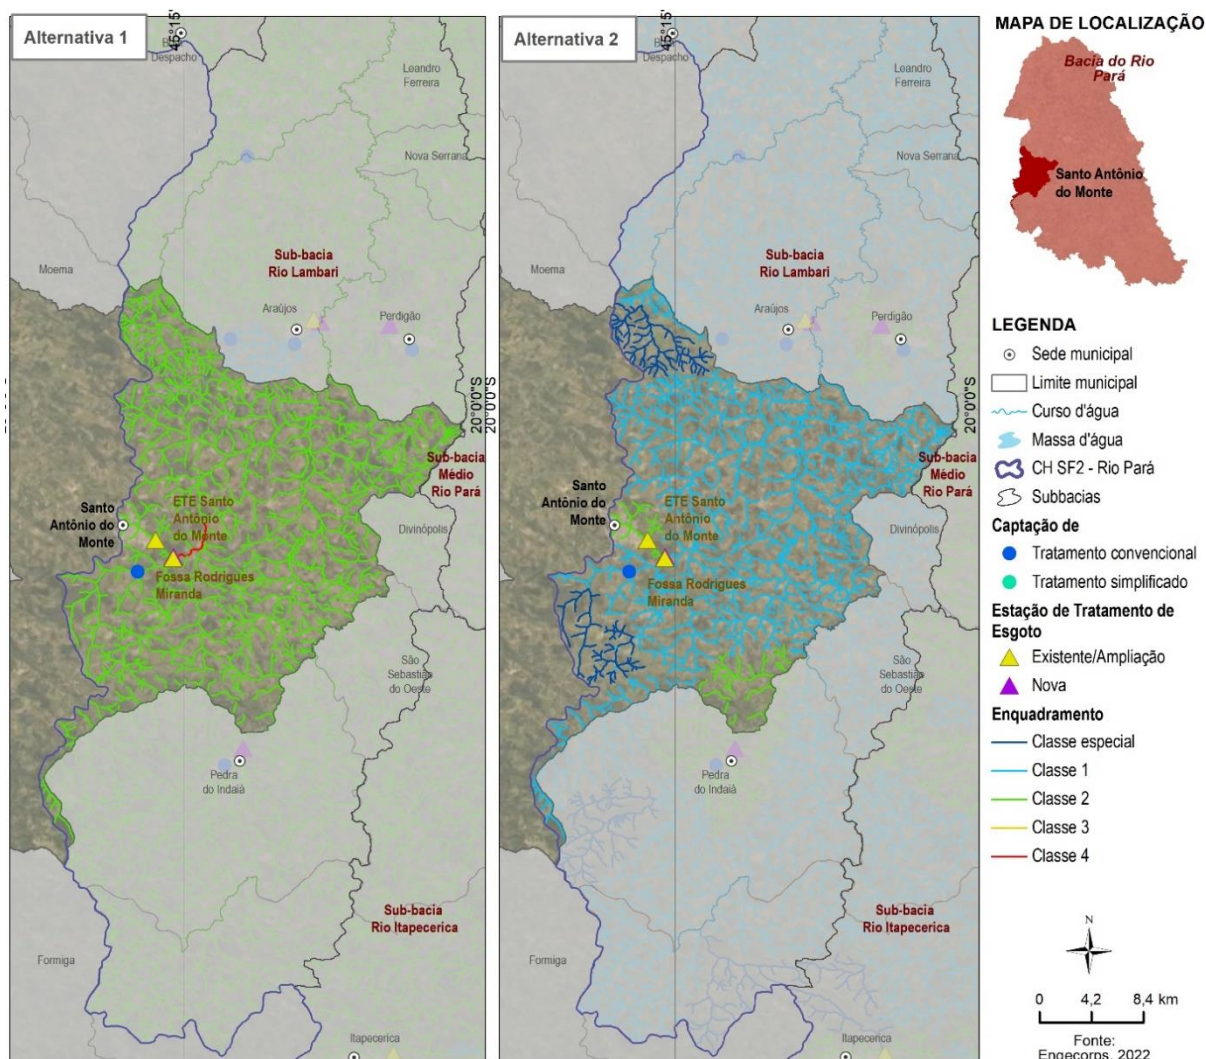 Alternativa 1
45°15'
Despacho
Leandro
Ferreira
Nova Serrana
Moema
Sub-bacia
Rio Lambari
Araújos
Perdigão
20°0'0"S
Sub-bacia
Médio
Rio Pará
Santo
Antônio do
Monte
ETE Santo
Antônio
do Monte
Divinópolis
Fossa Rodrigues
Miranda
São
Sebastião
do Oeste
Pedra
do Indaiá
Sub-bacia
Rio Itapecerica
Formiga
Itapecerica
Alternativa 2
45°15'
Despacho
Leandro
Ferreira
Nova Serrana
Moema
Sub-bacia
Rio Lambari
Araújos
Perdigão
20°0'0"S
Sub-bacia
Médio
Rio Pará
Santo
Antônio do
Monte
ETE Santo
Antônio
do Monte
Divinópolis
Fossa Rodrigues
Miranda
São
Sebastião
do Oeste
Pedra
do Indaiá
Sub-bacia
Rio Itapecerica
Formiga
Itapecerica
MAPA DE LOCALIZAÇÃO
Bacia do Rio
Pará
Santo Antônio
do Monte
LEGENDA
Sede municipal
Limite municipal
Curso d'água
Massa d'água
CH SF2 - Rio Pará
Subbacias
Captação de
Tratamento convencional
Tratamento simplificado
Estação de Tratamento de
Esgoto
Existente/Ampliação
Nova
Enquadramento
Classe especial
Classe 1
Classe 2
Classe 3
Classe 4
N
0 4,2 8,4 km
Fonte:
Engecorps, 2022